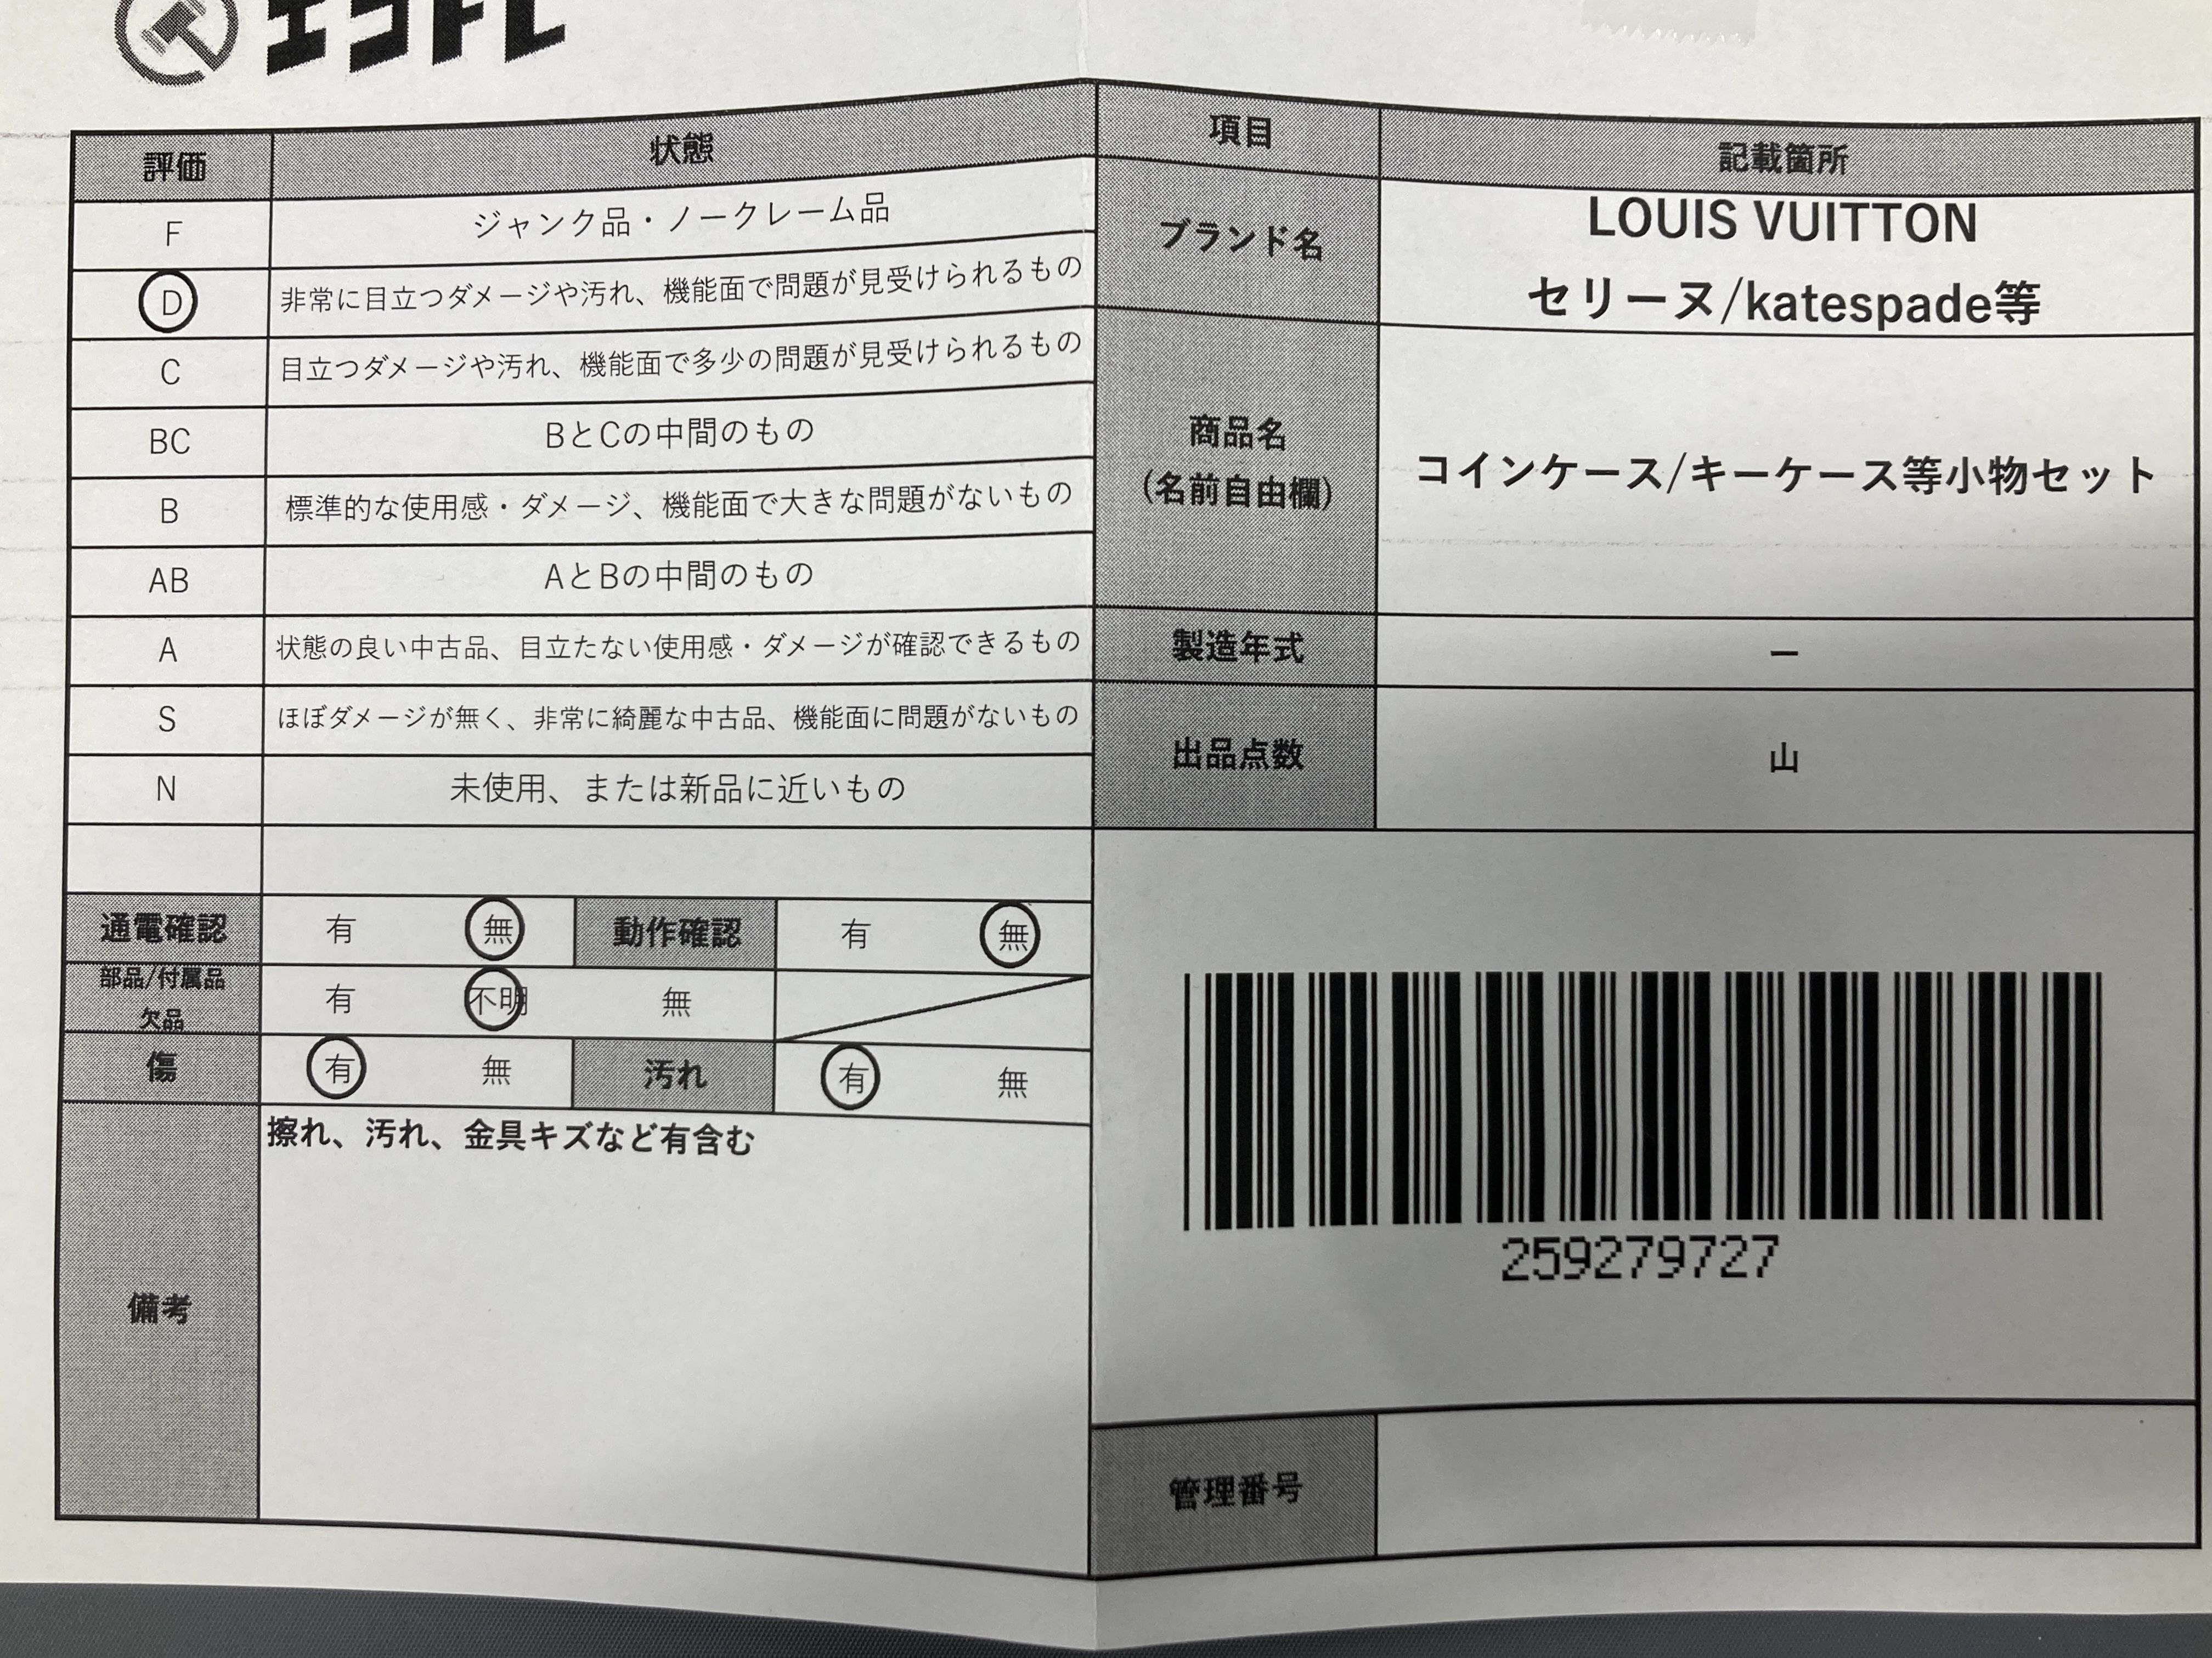 エコトレ
評価 状態
F ジャンク品・ノークレーム品
D 非常に目立つダメージや汚れ、機能面で問題が見受けられるもの
C 目立つダメージや汚れ、機能面で多少の問題が見受けられるもの
BC BとCの中間のもの
B 標準的な使用感・ダメージ、機能面で大きな問題がないもの
AB AとBの中間のもの
A 状態の良い中古品、目立たない使用感・ダメージが確認できるもの
S ほぼダメージが無く、非常に綺麗な中古品、機能面に問題がないもの
N 未使用、または新品に近いもの
通電確認 有 無 動作確認 有 無
部品/付属品
欠品 有 不明 無
傷 有 無 汚れ 有 無
備考 擦れ、汚れ、金具キズなど有含む
項目 記載箇所
ブランド名 LOUIS VUITTON
セリーヌ/katespade等
商品名
(名前自由欄) コインケース/キーケース等小物セット
製造年式 ー
出品点数 山
259279727
管理番号